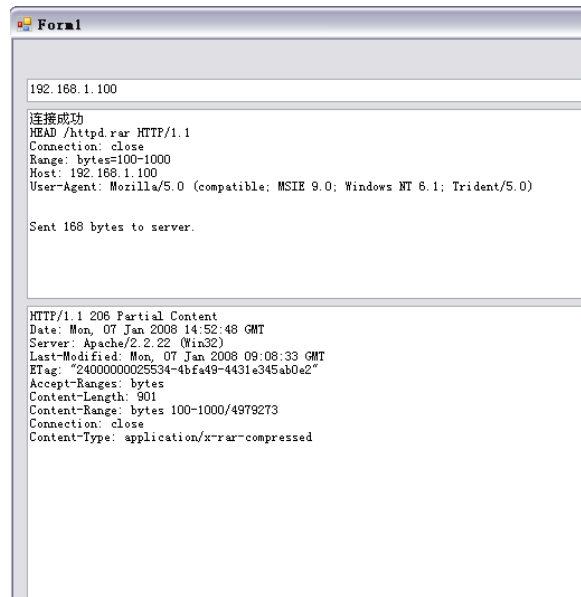 Form1
192.168.1.100
连接成功
HEAD /httpd.rar HTTP/1.1
Connection: close
Range: bytes=100-1000
Host: 192.168.1.100
User-Agent: Mozilla/5.0 (compatible; MSIE 9.0; Windows NT 6.1; Trident/5.0)
Sent 168 bytes to server.
HTTP/1.1 206 Partial Content
Date: Mon, 07 Jan 2008 14:52:48 GMT
Server: Apache/2.2.22 (Win32)
Last-Modified: Mon, 07 Jan 2008 09:08:33 GMT
ETag: "24000000025534-4bfa49-4431e345ab0e2"
Accept-Ranges: bytes
Content-Length: 901
Content-Range: bytes 100-1000/4979273
Connection: close
Content-Type: application/x-rar-compressed